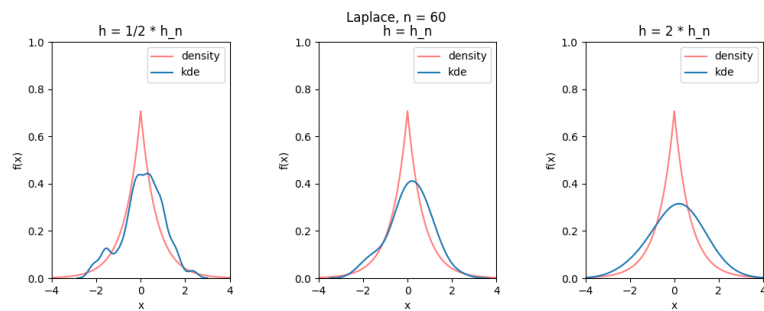 Laplace, n = 60
h = 1/2 * h_n
1.0
0.8
0.6
0.4
0.2
0.0
f(x)
−4
−2
0
2
4
x
density
kde
h = h_n
1.0
0.8
0.6
0.4
0.2
0.0
f(x)
−4
−2
0
2
4
x
density
kde
h = 2 * h_n
1.0
0.8
0.6
0.4
0.2
0.0
f(x)
−4
−2
0
2
4
x
density
kde